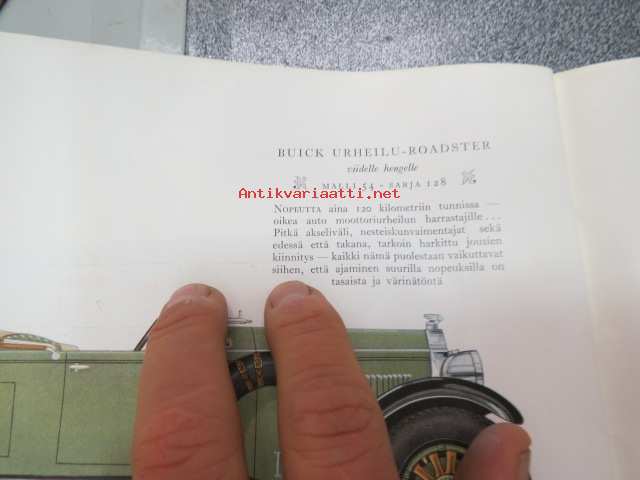 BUICK URHEILU-ROADSTER
viidelle hengelle
MALLI 54 - SARJA 128
Antikvariaatti.net
NOPEUTTA aina 120 kilometriin tunnissa —
oikea auto moottoriurheilun harrastajille...
Pitkä akseliväli, nesteiskunvaimentajat sekä
edessä että takana, tarkoin harkittu jousien
kiinnitys — kaikki nämä puolestaan vaikuttavat
siihen, että ajaminen suurilla nopeuksilla on
tasaista ja värinätöntä